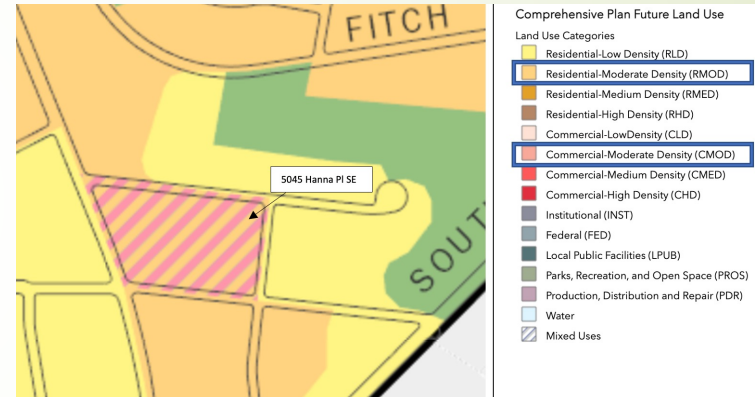 FITCH
5045 Hanna Pl SE
SOUT
Comprehensive Plan Future Land Use
Land Use Categories
Residential-Low Density (RLD)
Residential-Moderate Density (RMOD)
Residential-Medium Density (RMED)
Residential-High Density (RHD)
Commercial-LowDensity (CLD)
Commercial-Moderate Density (CMOD)
Commercial-Medium Density (CMED)
Commercial-High Density (CHD)
Institutional (INST)
Federal (FED)
Local Public Facilities (LPUB)
Parks, Recreation, and Open Space (PROS)
Production, Distribution and Repair (PDR)
Water
Mixed Uses